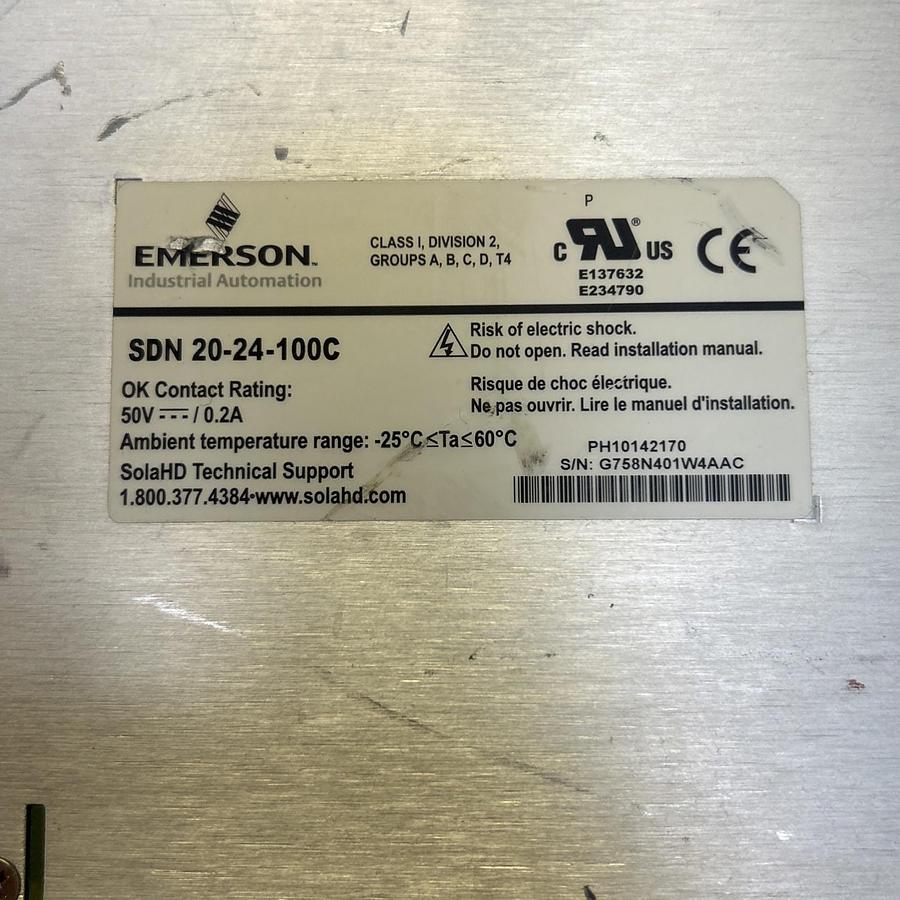 EMERSON™
Industrial Automation
CLASS I, DIVISION 2,
GROUPS A, B, C, D, T4
P
C RU® US
E137632
E234790
CE
SDN 20-24-100C
Risk of electric shock.
Do not open. Read installation manual.
OK Contact Rating:
50V ⎓ / 0.2A
Risque de choc électrique.
Ne pas ouvrir. Lire le manuel d'installation.
Ambient temperature range: -25°C≤Ta≤60°C
SolaHD Technical Support
1.800.377.4384•www.solahd.com
PH10142170
S/N: G758N401W4AAC